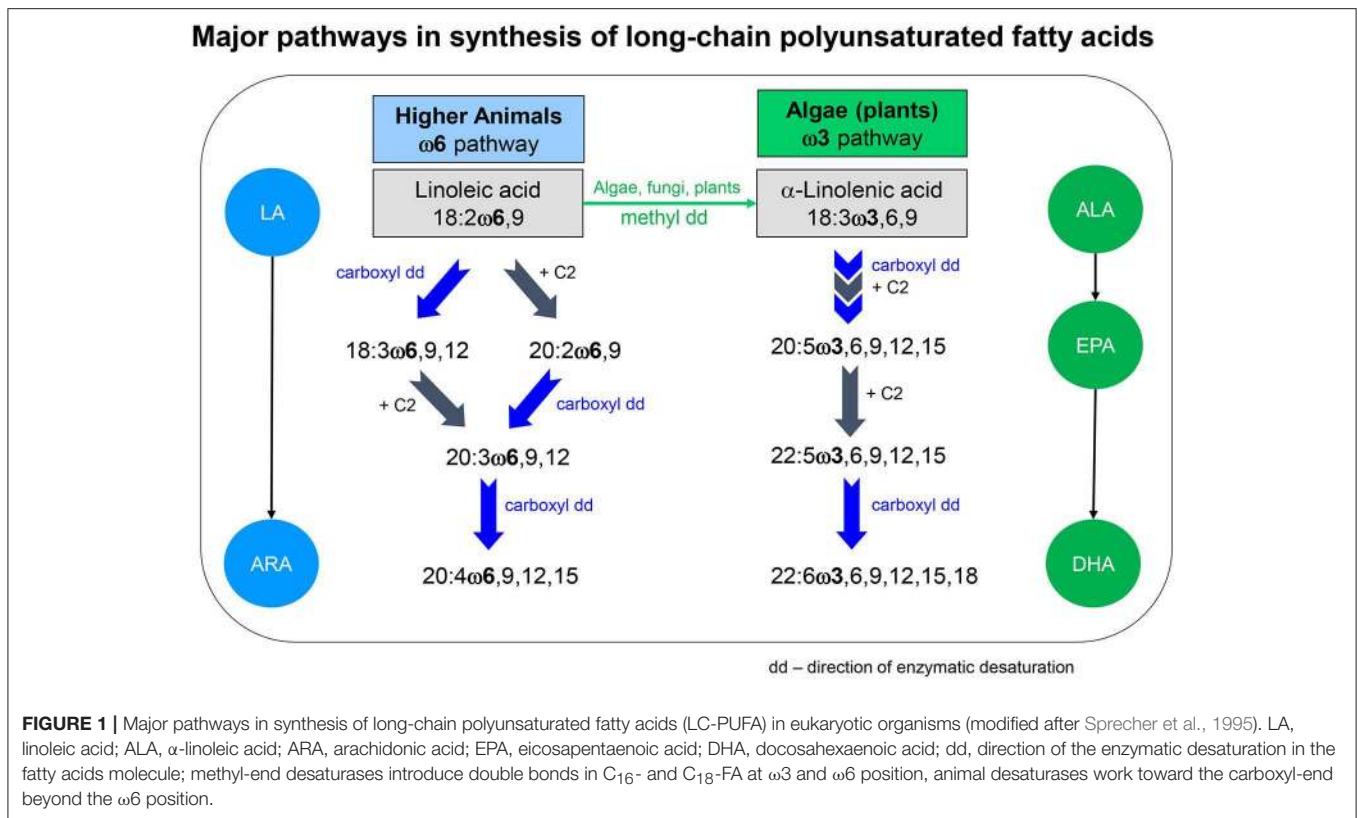 Major pathways in synthesis of long-chain polyunsaturated fatty acids
Higher Animals
ω6 pathway
Algae (plants)
ω3 pathway
LA
Linoleic acid
18:2ω6,9
Algae, fungi, plants
methyl dd
α-Linolenic acid
18:3ω3,6,9
ALA
carboxyl dd
+ C2
carboxyl dd
+ C2
18:3ω6,9,12
20:2ω6,9
20:5ω3,6,9,12,15
EPA
+ C2
carboxyl dd
+ C2
20:3ω6,9,12
22:5ω3,6,9,12,15
carboxyl dd
carboxyl dd
ARA
20:4ω6,9,12,15
22:6ω3,6,9,12,15,18
DHA
dd – direction of enzymatic desaturation
FIGURE 1 | Major pathways in synthesis of long-chain polyunsaturated fatty acids (LC-PUFA) in eukaryotic organisms (modified after Sprecher et al., 1995). LA,
linoleic acid; ALA, α-linoleic acid; ARA, arachidonic acid; EPA, eicosapentaenoic acid; DHA, docosahexaenoic acid; dd, direction of the enzymatic desaturation in the
fatty acids molecule; methyl-end desaturases introduce double bonds in C16- and C18-FA at ω3 and ω6 position, animal desaturases work toward the carboxyl-end
beyond the ω6 position.